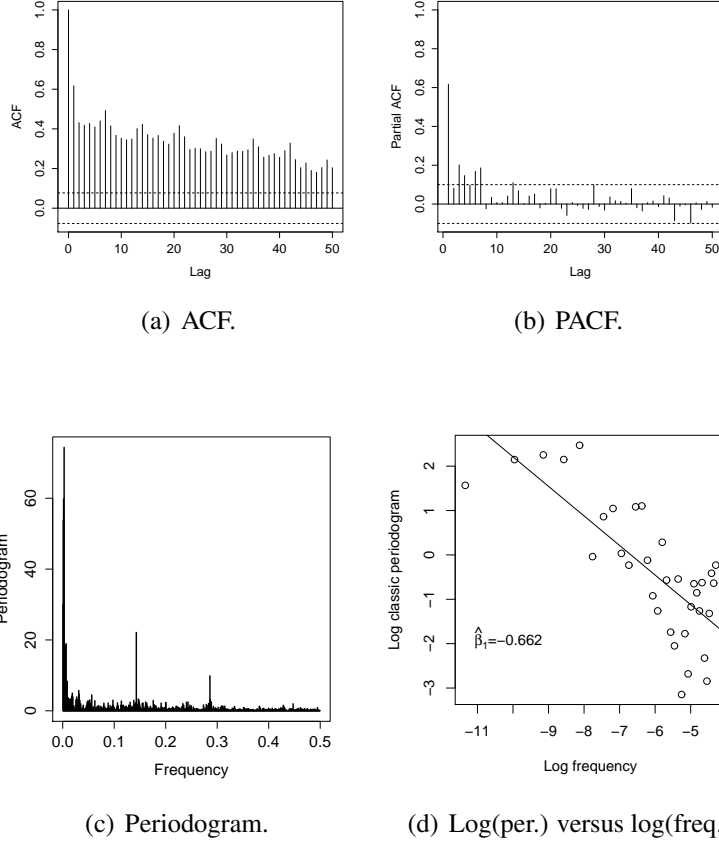 1.0
0.8
0.6
0.4
0.2
0.0
ACF
0 10 20 30 40 50
Lag
(a) ACF.
1.0
0.8
0.6
0.4
0.2
0.0
Partial ACF
0 10 20 30 40 50
Lag
(b) PACF.
60
40
20
0
Periodogram
0.0 0.1 0.2 0.3 0.4 0.5
Frequency
(c) Periodogram.
2
1
0
−1
−2
−3
Log classic periodogram
β̂₁=−0.662
−11 −9 −8 −7 −6 −5
Log frequency
(d) Log(per.) versus log(freq.